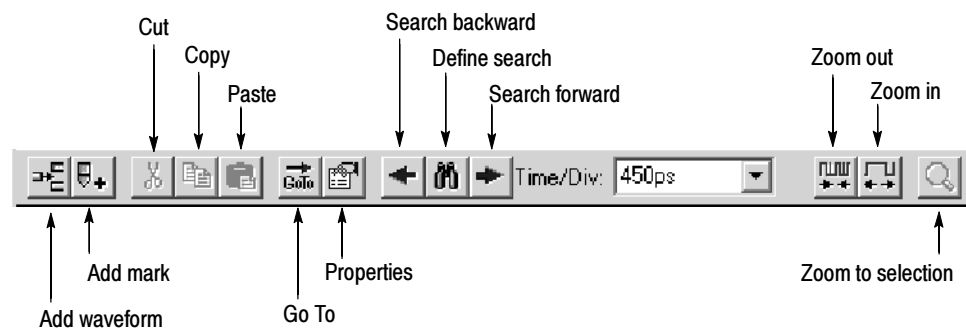 Cut
Copy
Paste
Search backward
Define search
Search forward
Zoom out
Zoom in
GoTo
Time/Div:
450ps
Add mark
Add waveform
Properties
Go To
Zoom to selection